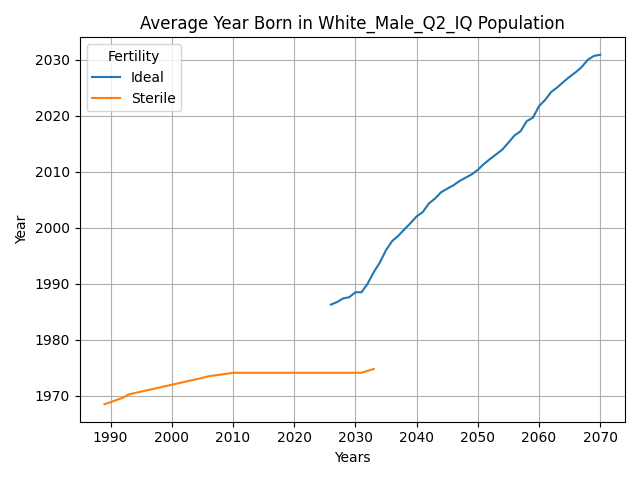 Average Year Born in White_Male_Q2_IQ Population
Fertility
Ideal
Sterile
Year
2030
2020
2010
2000
1990
1980
1970
1990 2000 2010 2020 2030 2040 2050 2060 2070
Years